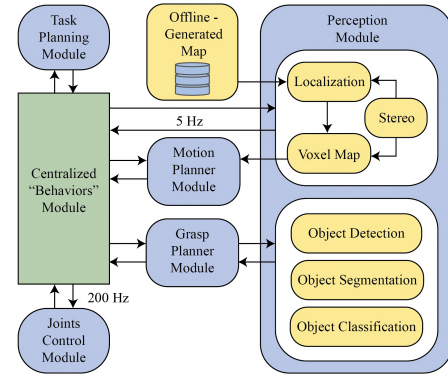 Task
Planning
Module
Offline -
Generated
Map
Perception
Module
Localization
Stereo
Voxel Map
5 Hz
Centralized
“Behaviors”
Module
Motion
Planner
Module
Grasp
Planner
Module
Object Detection
Object Segmentation
Object Classification
200 Hz
Joints
Control
Module